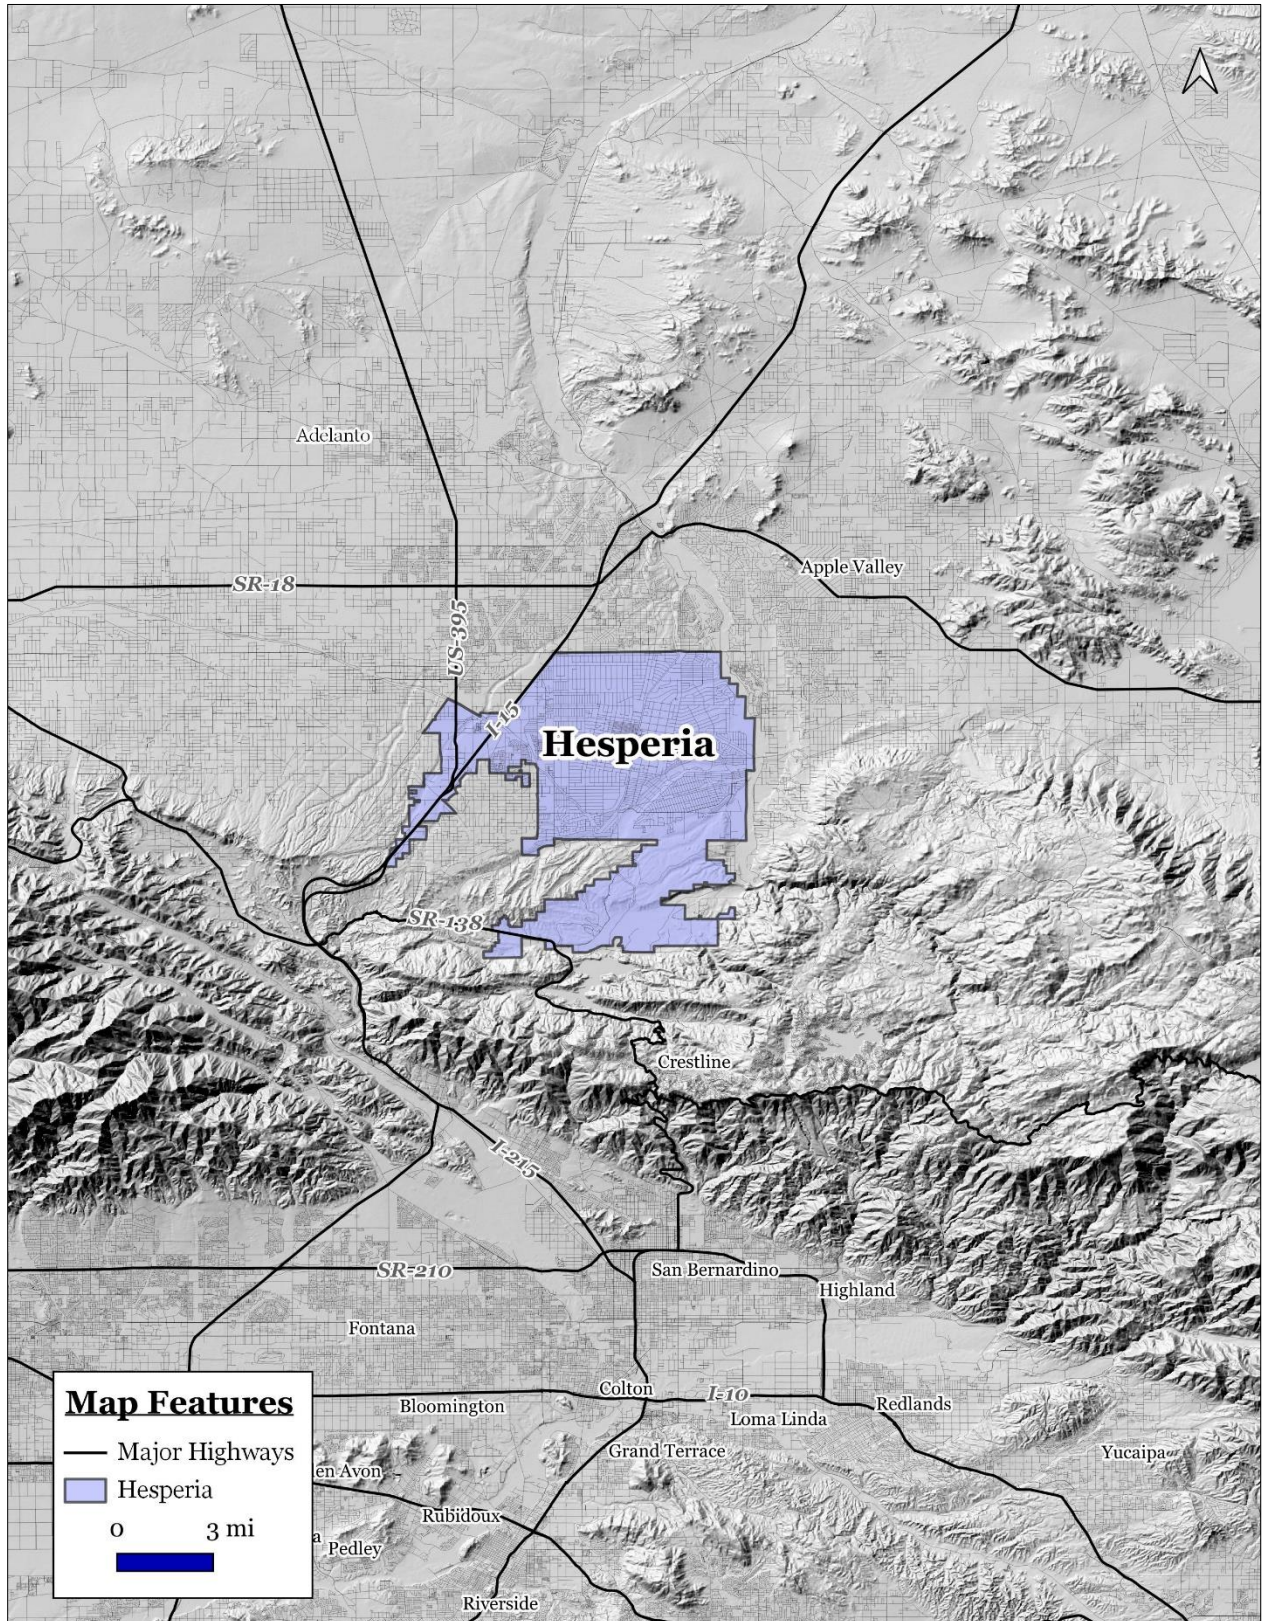 Adelanto
SR-18
Apple Valley
US-395
I-15
Hesperia
SR-138
Crestline
I-215
San Bernardino
SR-210
Highland
Fontana
Colton
I-10
Bloomington
Loma Linda
Redlands
Grand Terrace
Yucaipa
len Avon
Rubidoux
a Pedley
Riverside
Map Features
Major Highways
Hesperia
0 3 mi